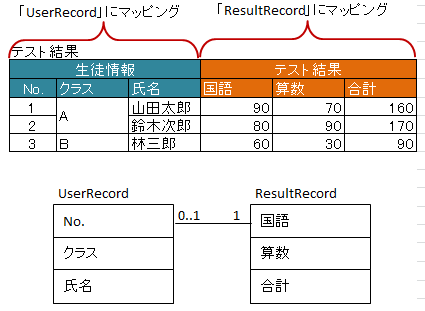 「UserRecord」にマッピング 「ResultRecord」にマッピング
テスト結果
生徒情報 テスト結果
No. クラス 氏名 国語 算数 合計
1 A 山田太郎 90 70 160
2 鈴木次郎 80 90 170
3 B 林三郎 60 30 90
UserRecord ResultRecord
No. 0..1 1 国語
クラス 算数
氏名 合計